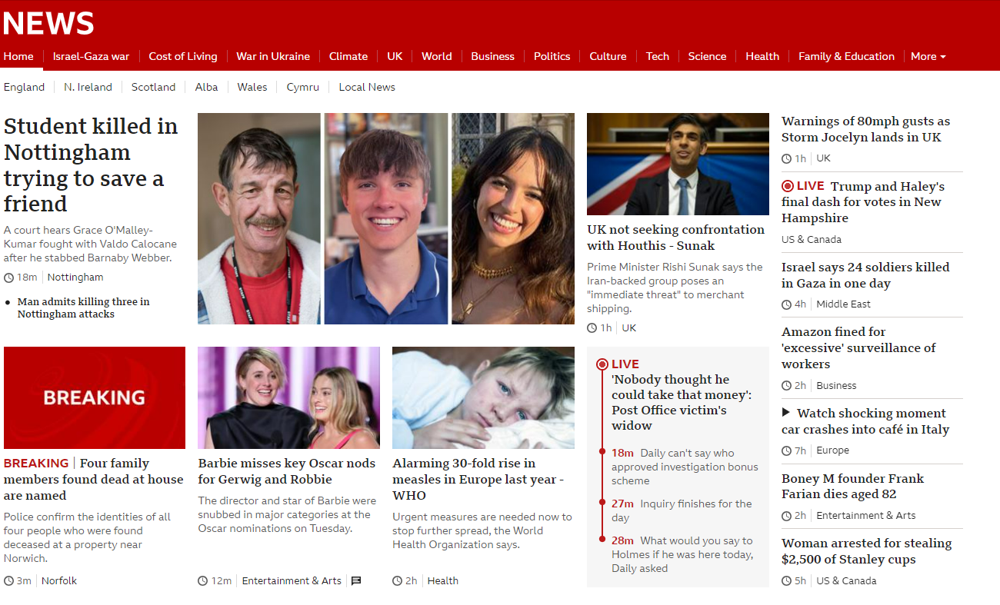 NEWS
Home
Israel-Gaza war
Cost of Living
War in Ukraine
Climate
UK
World
Business
Politics
Culture
Tech
Science
Health
Family & Education
More
England
N. Ireland
Scotland
Alba
Wales
Cymru
Local News
Student killed in
Nottingham
trying to save a
friend
A court hears Grace O'Malley-
Kumar fought with Valdo Calocane
after he stabbed Barnaby Webber.
18m
Nottingham
Man admits killing three in
Nottingham attacks
UK not seeking confrontation
with Houthis - Sunak
Prime Minister Rishi Sunak says the
Iran-backed group poses an
"immediate threat" to merchant
shipping.
1h
UK
BREAKING
BREAKING Four family
members found dead at house
are named
Police confirm the identities of all
four people who were found
deceased at a property near
Norwich.
3m
Norfolk
Barbie misses key Oscar nods
for Gerwig and Robbie
The director and star of Barbie were
snubbed in major categories at the
Oscar nominations on Tuesday.
12m
Entertainment & Arts
Alarming 30-fold rise in
measles in Europe last year -
WHO
Urgent measures are needed now to
stop further spread, the World
Health Organization says.
2h
Health
LIVE
'Nobody thought he
could take that money':
Post Office victim's
widow
18m Daily can't say who
approved investigation bonus
scheme
27m Inquiry finishes for the
day
28m What would you say to
Holmes if he was here today,
Daily asked
Warnings of 80mph gusts as
Storm Jocelyn lands in UK
1h
UK
LIVE Trump and Haley's
final dash for votes in New
Hampshire
US & Canada
Israel says 24 soldiers killed
in Gaza in one day
4h
Middle East
Amazon fined for
'excessive' surveillance of
workers
2h
Business
Watch shocking moment
car crashes into café in Italy
7h
Europe
Boney M founder Frank
Farian dies aged 82
2h
Entertainment & Arts
Woman arrested for stealing
$2,500 of Stanley cups
5h
US & Canada